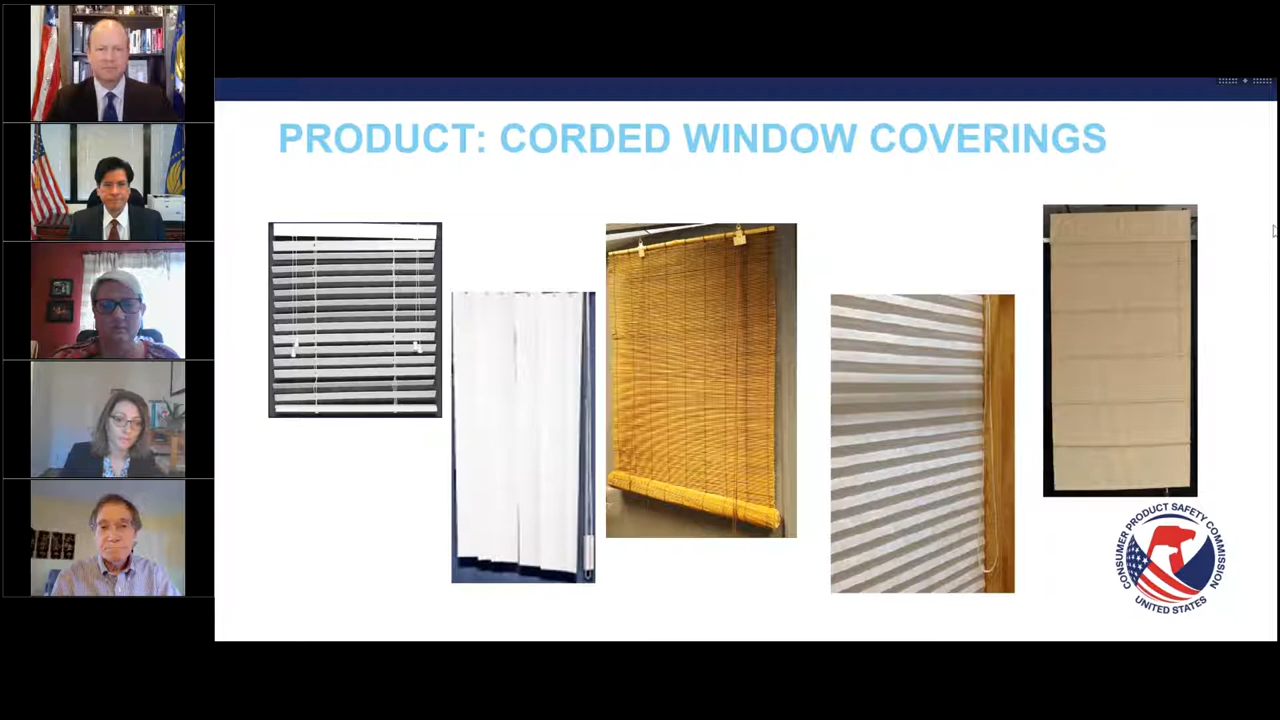 PRODUCT: CORDED WINDOW COVERINGS
CONSUMER PRODUCT SAFETY COMMISSION
UNITED STATES